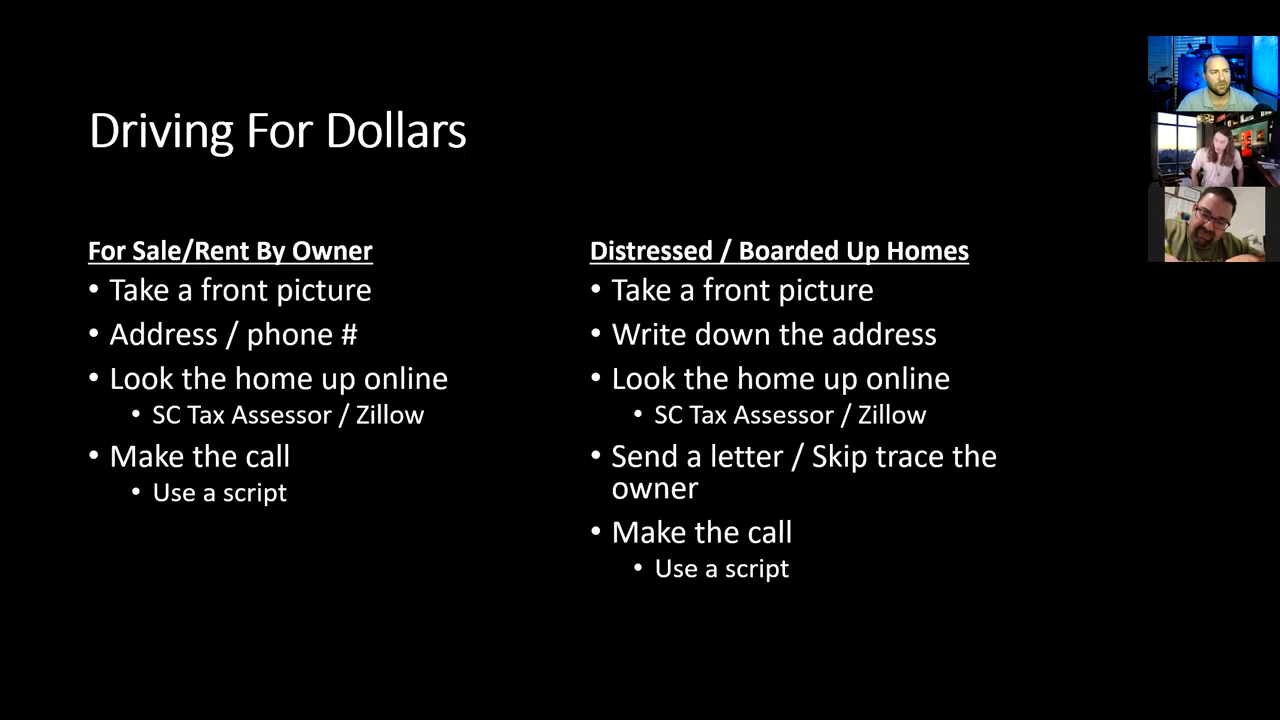 Driving For Dollars
For Sale/Rent By Owner
• Take a front picture
• Address / phone #
• Look the home up online
• SC Tax Assessor / Zillow
• Make the call
• Use a script
Distressed / Boarded Up Homes
• Take a front picture
• Write down the address
• Look the home up online
• SC Tax Assessor / Zillow
• Send a letter / Skip trace the
owner
• Make the call
• Use a script